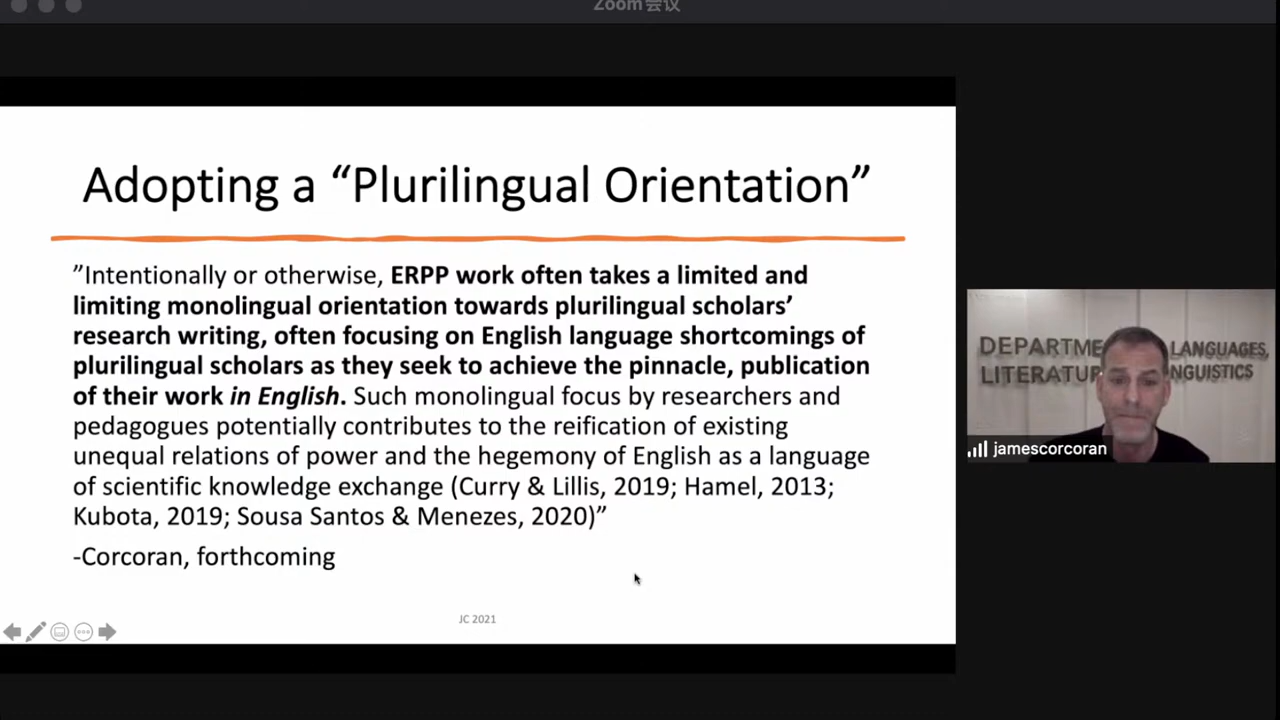 Zoom会议
Adopting a “Plurilingual Orientation”
”Intentionally or otherwise, ERPP work often takes a limited and
limiting monolingual orientation towards plurilingual scholars’
research writing, often focusing on English language shortcomings of
plurilingual scholars as they seek to achieve the pinnacle, publication
of their work in English. Such monolingual focus by researchers and
pedagogues potentially contributes to the reification of existing
unequal relations of power and the hegemony of English as a language
of scientific knowledge exchange (Curry & Lillis, 2019; Hamel, 2013;
Kubota, 2019; Sousa Santos & Menezes, 2020)”
-Corcoran, forthcoming
JC 2021
DEPARTME LANGUAGES,
LITERATUR NGUISTICS
jamescorcoran